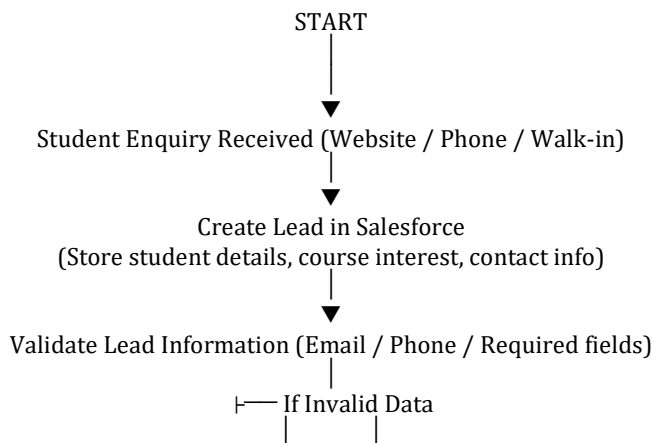 START
Student Enquiry Received (Website / Phone / Walk-in)
Create Lead in Salesforce
(Store student details, course interest, contact info)
Validate Lead Information (Email / Phone / Required fields)
If Invalid Data